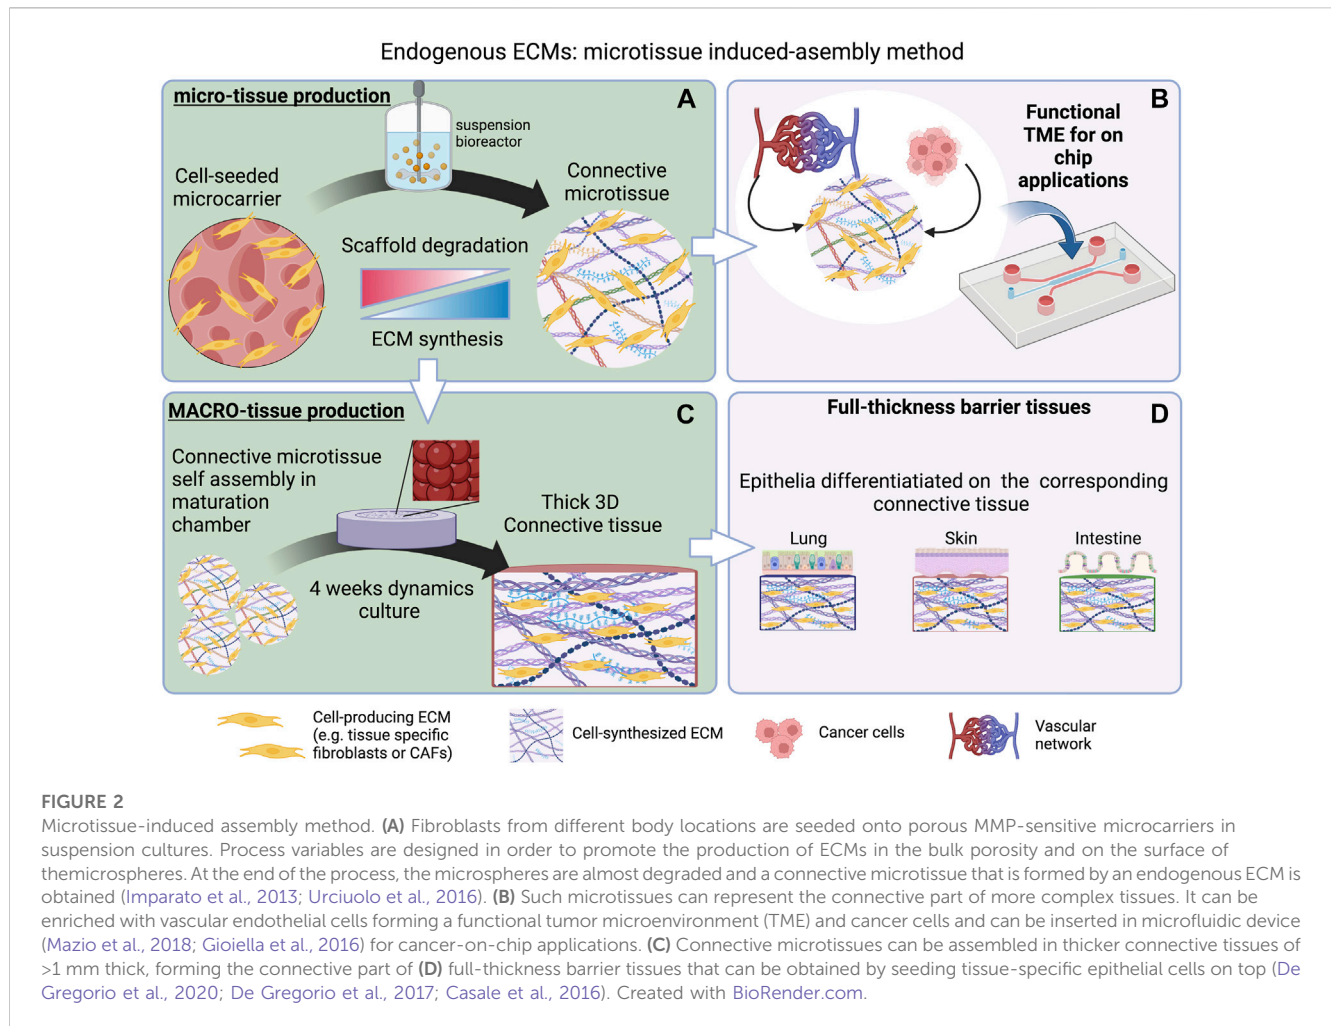 Endogenous ECMs: microtissue induced-asembly method
micro-tissue production
A
suspension
bioreactor
Cell-seeded
microcarrier
Connective
microtissue
Scaffold degradation
ECM synthesis
B
Functional
TME for on
chip
applications
MACRO-tissue production
C
Connective microtissue
self assembly in
maturation
chamber
Thick 3D
Connective tissue
4 weeks dynamics
culture
Full-thickness barrier tissues
D
Epithelia differentiatiated on the corresponding
connective tissue
Lung
Skin
Intestine
Cell-producing ECM
(e.g. tissue specific
fibroblasts or CAFs)
Cell-synthesized ECM
Cancer cells
Vascular
network
FIGURE 2
Microtissue-induced assembly method. (A) Fibroblasts from different body locations are seeded onto porous MMP-sensitive microcarriers in
suspension cultures. Process variables are designed in order to promote the production of ECMs in the bulk porosity and on the surface of
themicrospheres. At the end of the process, the microspheres are almost degraded and a connective microtissue that is formed by an endogenous ECM is
obtained (Imparato et al., 2013; Urciuolo et al., 2016). (B) Such microtissues can represent the connective part of more complex tissues. It can be
enriched with vascular endothelial cells forming a functional tumor microenvironment (TME) and cancer cells and can be inserted in microfluidic device
(Mazio et al., 2018; Gioiella et al., 2016) for cancer-on-chip applications. (C) Connective microtissues can be assembled in thicker connective tissues of
>1 mm thick, forming the connective part of (D) full-thickness barrier tissues that can be obtained by seeding tissue-specific epithelial cells on top (De
Gregorio et al., 2020; De Gregorio et al., 2017; Casale et al., 2016). Created with BioRender.com.